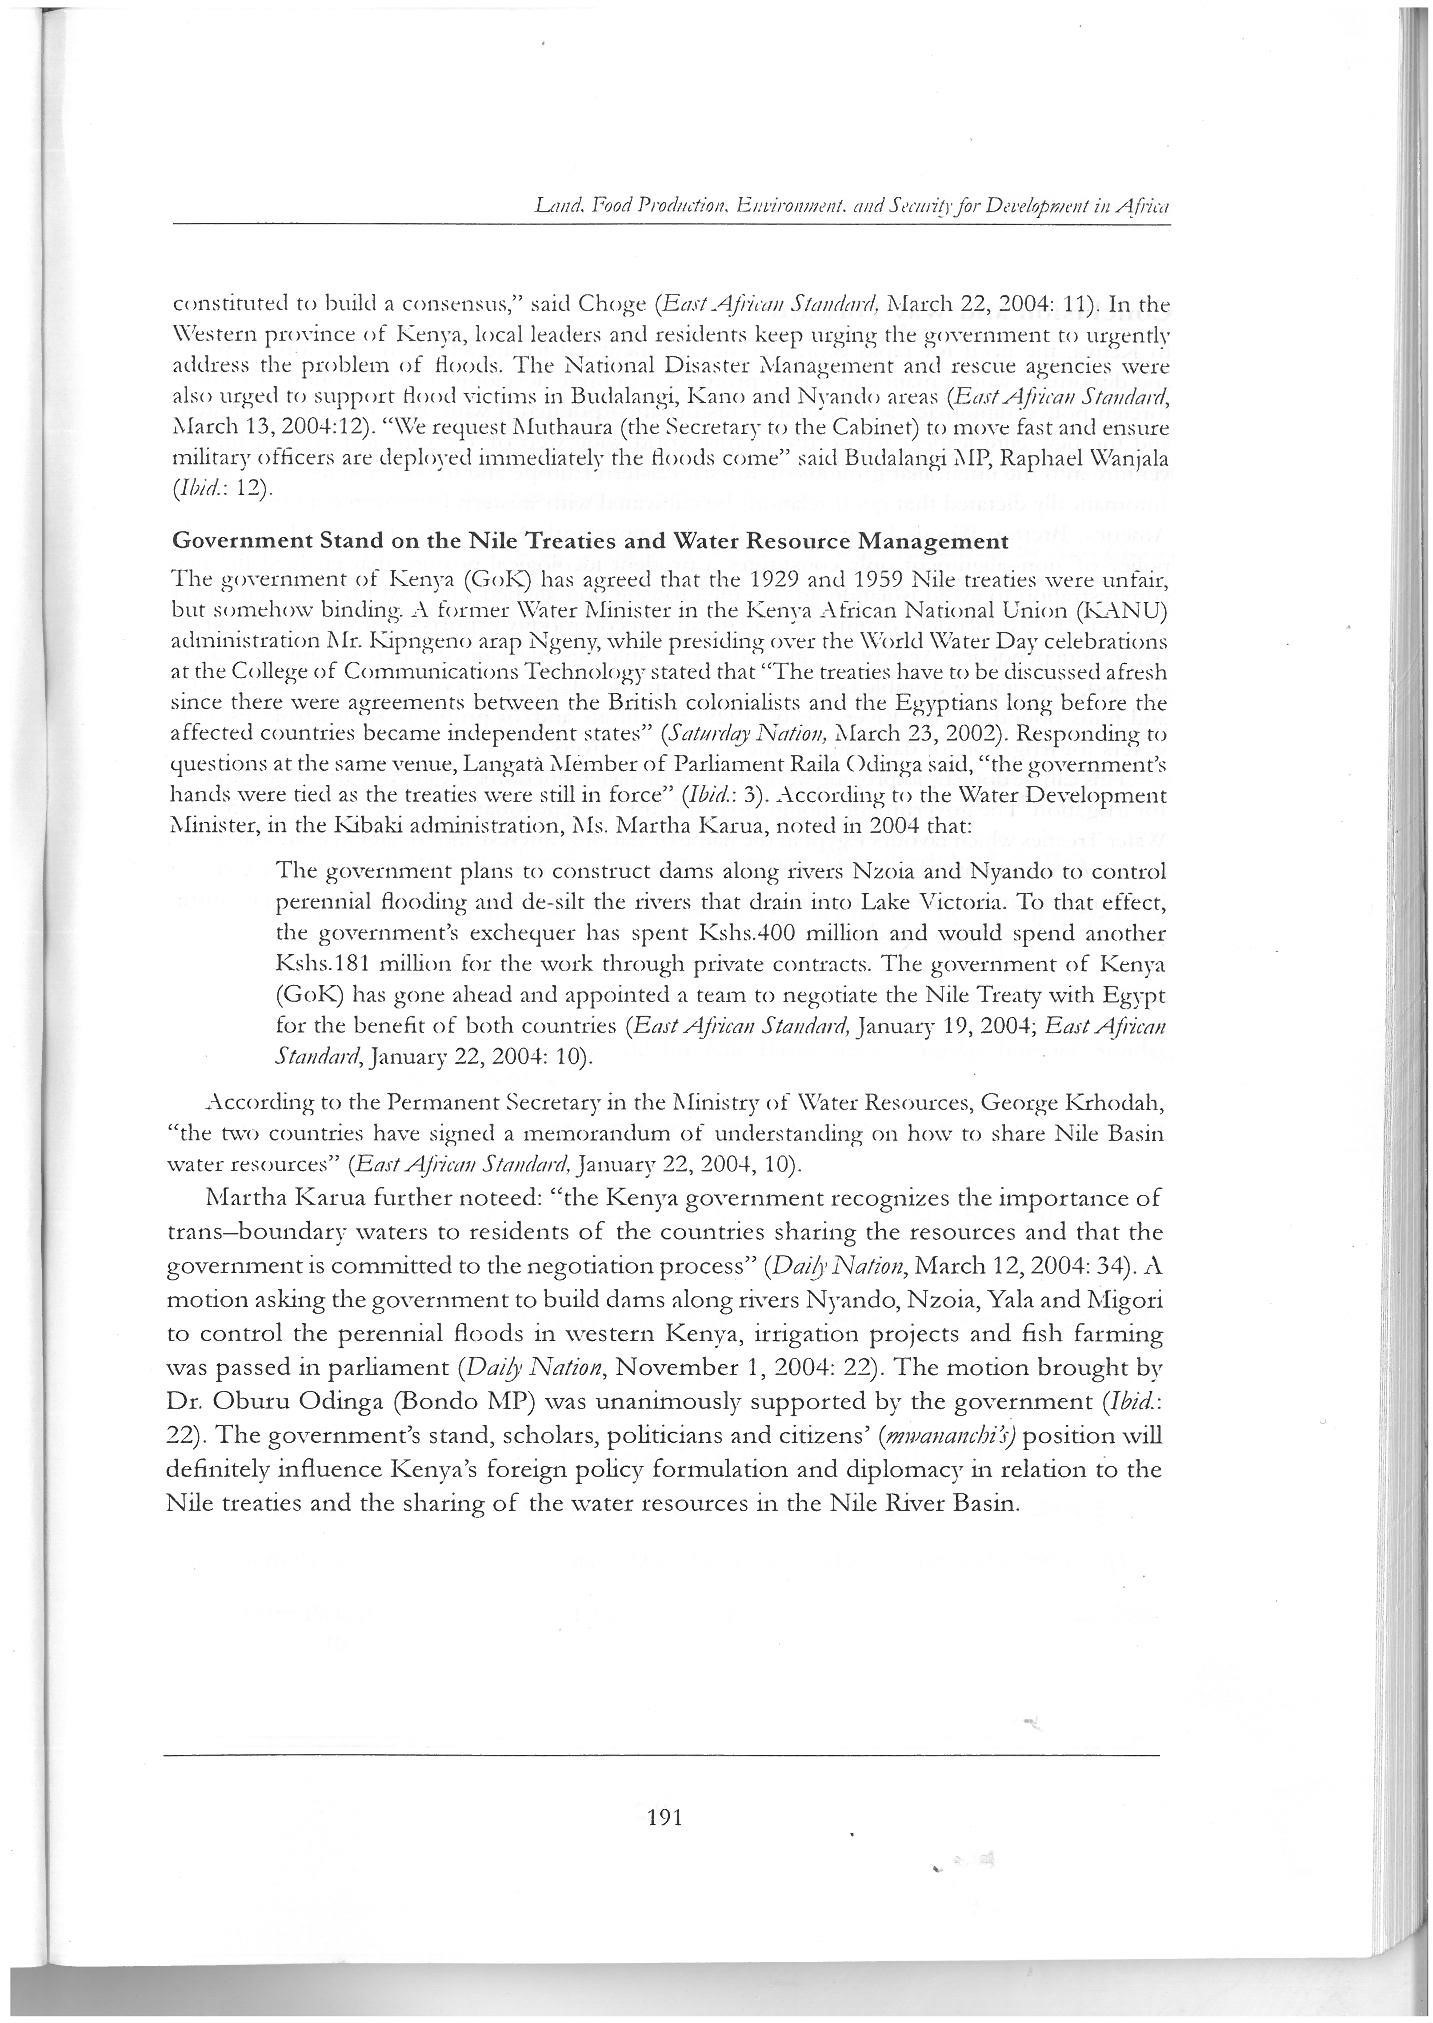 Land, Food Production, Environment, and Security for Development in Africa
constituted to build a consensus,” said Choge (East African Standard, March 22, 2004: 11). In the
Western province of Kenya, local leaders and residents keep urging the government to urgently
address the problem of floods. The National Disaster Management and rescue agencies were
also urged to support flood victims in Budalangi, Kano and Nyando areas (East African Standard,
March 13, 2004:12). “We request Muthaura (the Secretary to the Cabinet) to move fast and ensure
military officers are deployed immediately the floods come” said Budalangi MP, Raphael Wanjala
(Ibid.: 12).
Government Stand on the Nile Treaties and Water Resource Management
The government of Kenya (GoK) has agreed that the 1929 and 1959 Nile treaties were unfair,
but somehow binding. A former Water Minister in the Kenya African National Union (KANU)
administration Mr. Kipngeno arap Ngeny, while presiding over the World Water Day celebrations
at the College of Communications Technology stated that “The treaties have to be discussed afresh
since there were agreements between the British colonialists and the Egyptians long before the
affected countries became independent states” (Saturday Nation, March 23, 2002). Responding to
questions at the same venue, Langata Member of Parliament Raila Odinga said, “the government’s
hands were tied as the treaties were still in force” (Ibid.: 3). According to the Water Development
Minister, in the Kibaki administration, Ms. Martha Karua, noted in 2004 that:
The government plans to construct dams along rivers Nzoia and Nyando to control
perennial flooding and de-silt the rivers that drain into Lake Victoria. To that effect,
the government’s exchequer has spent Kshs.400 million and would spend another
Kshs.181 million for the work through private contracts. The government of Kenya
(GoK) has gone ahead and appointed a team to negotiate the Nile Treaty with Egypt
for the benefit of both countries (East African Standard, January 19, 2004; East African
Standard, January 22, 2004: 10).
According to the Permanent Secretary in the Ministry of Water Resources, George Krhodah,
“the two countries have signed a memorandum of understanding on how to share Nile Basin
water resources” (East African Standard, January 22, 2004, 10).
Martha Karua further noteed: “the Kenya government recognizes the importance of
trans–boundary waters to residents of the countries sharing the resources and that the
government is committed to the negotiation process” (Daily Nation, March 12, 2004: 34). A
motion asking the government to build dams along rivers Nyando, Nzoia, Yala and Migori
to control the perennial floods in western Kenya, irrigation projects and fish farming
was passed in parliament (Daily Nation, November 1, 2004: 22). The motion brought by
Dr. Oburu Odinga (Bondo MP) was unanimously supported by the government (Ibid.:
22). The government’s stand, scholars, politicians and citizens’ (mwananchi’s) position will
definitely influence Kenya’s foreign policy formulation and diplomacy in relation to the
Nile treaties and the sharing of the water resources in the Nile River Basin.
191